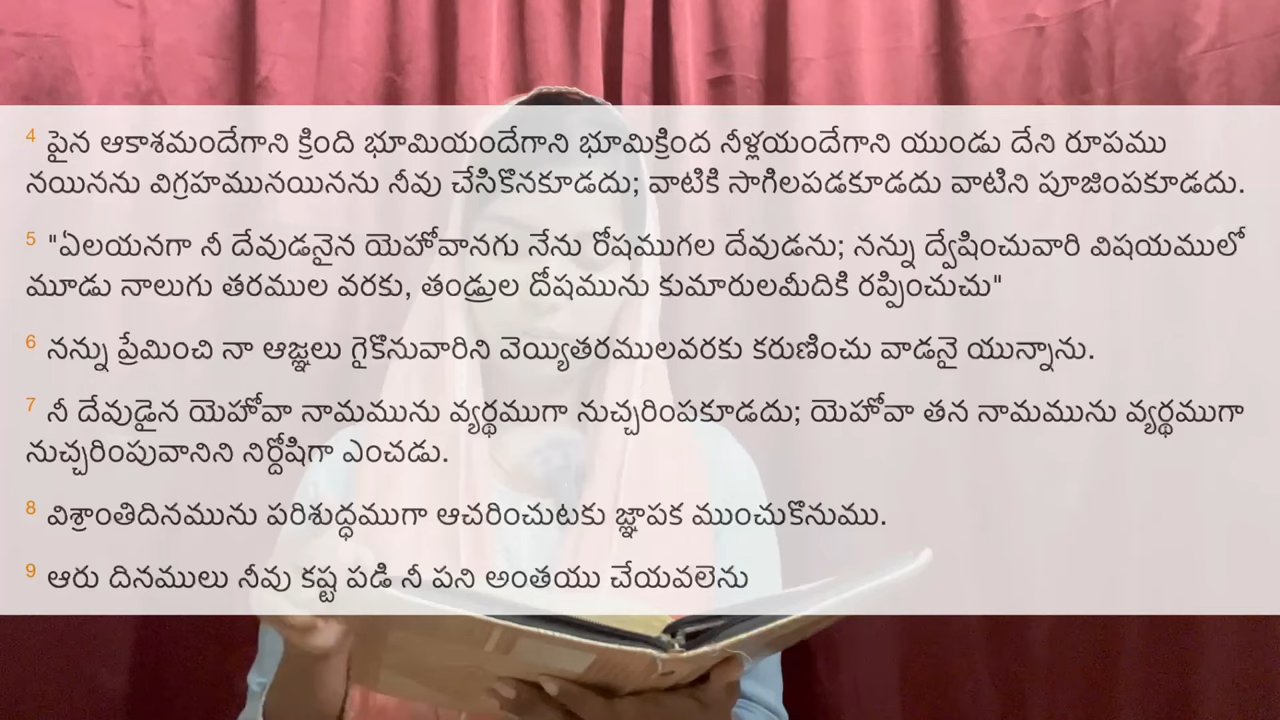 4 పైన ఆకాశమందేగాని క్రింది భూమియందేగాని భూమిక్రింద నీళ్లయందేగాని యుండు దేని రూపము
నయినను విగ్రహమునయినను నీవు చేసికొనకూడదు; వాటికి సాగిలపడకూడదు వాటిని పూజింపకూడదు.
5 "ఏలయనగా నీ దేవుడనైన యెహోవానగు నేను రోషముగల దేవుడను; నన్ను ద్వేషించువారి విషయములో
మూడు నాలుగు తరముల వరకు, తండ్రుల దోషమును కుమారులమీదికి రప్పించుచు"
6 నన్ను ప్రేమించి నా ఆజ్ఞలు గైకొనువారిని వెయ్యితరములవరకు కరుణించు వాడనై యున్నాను.
7 నీ దేవుడైన యెహోవా నామమును వ్యర్థముగా నుచ్చరింపకూడదు; యెహోవా తన నామమును వ్యర్థముగా
నుచ్చరింపువానిని నిర్దోషిగా ఎంచడు.
8 విశ్రాంతిదినమును పరిశుద్ధముగా ఆచరించుటకు జ్ఞాపక ముంచుకొనుము.
9 ఆరు దినములు నీవు కష్ట పడి నీ పని అంతయు చేయవలెను